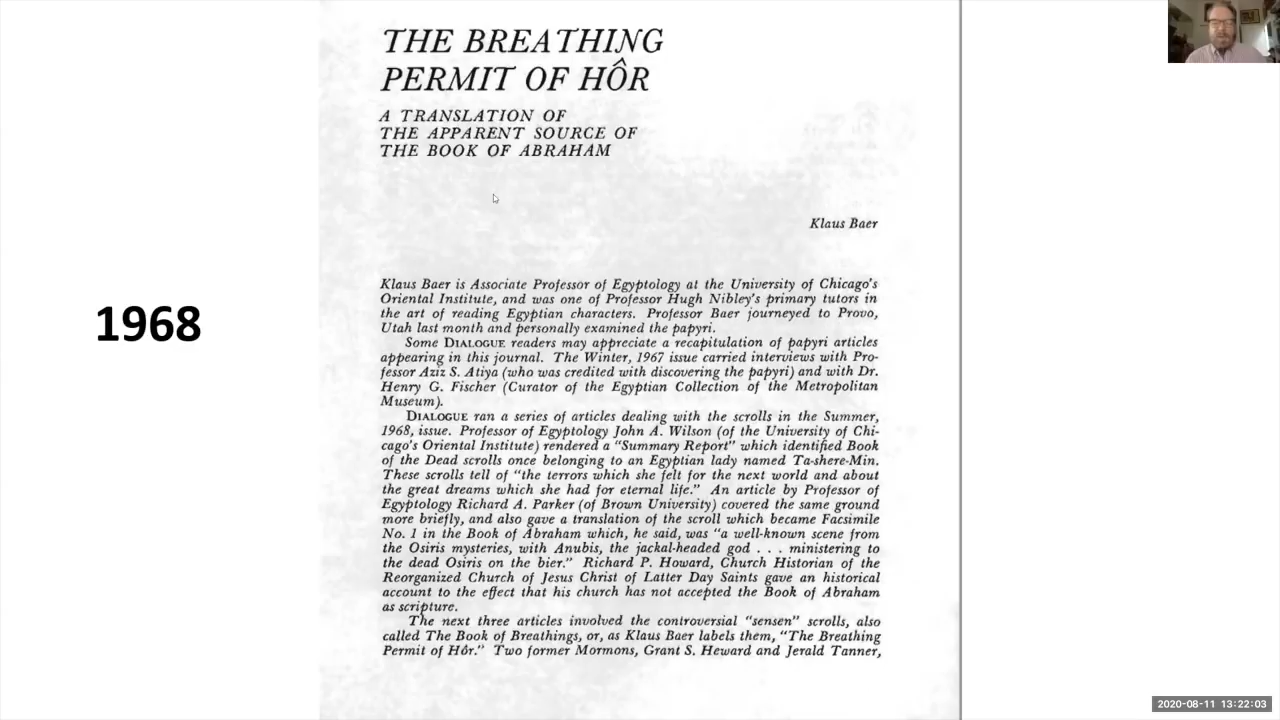 THE BREATHING
PERMIT OF HÔR
A TRANSLATION OF
THE APPARENT SOURCE OF
THE BOOK OF ABRAHAM
Klaus Baer
1968
Klaus Baer is Associate Professor of Egyptology at the University of Chicago's
Oriental Institute, and was one of Professor Hugh Nibley's primary tutors in
the art of reading Egyptian characters. Professor Baer journeyed to Provo,
Utah last month and personally examined the papyri.
Some DIALOGUE readers may appreciate a recapitulation of papyri articles
appearing in this journal. The Winter, 1967 issue carried interviews with Pro-
fessor Aziz S. Atiya (who was credited with discovering the papyri) and with Dr.
Henry G. Fischer (Curator of the Egyptian Collection of the Metropolitan
Museum).
DIALOGUE ran a series of articles dealing with the scrolls in the Summer,
1968, issue. Professor of Egyptology John A. Wilson (of the University of Chi-
cago's Oriental Institute) rendered a "Summary Report" which identified Book
of the Dead scrolls once belonging to an Egyptian lady named Ta-shere-Min.
These scrolls tell of "the terrors which she felt for the next world and about
the great dreams which she had for eternal life." An article by Professor of
Egyptology Richard A. Parker (of Brown University) covered the same ground
more briefly, and also gave a translation of the scroll which became Facsimile
No. 1 in the Book of Abraham which, he said, was "a well-known scene from
the Osiris mysteries, with Anubis, the jackal-headed god . . . ministering to
the dead Osiris on the bier." Richard P. Howard, Church Historian of the
Reorganized Church of Jesus Christ of Latter Day Saints gave an historical
account to the effect that his church has not accepted the Book of Abraham
as scripture.
The next three articles involved the controversial "sensen" scrolls, also
called The Book of Breathings, or, as Klaus Baer labels them, "The Breathing
Permit of Hôr." Two former Mormons, Grant S. Heward and Jerald Tanner,
2020-08-11 13:22:03